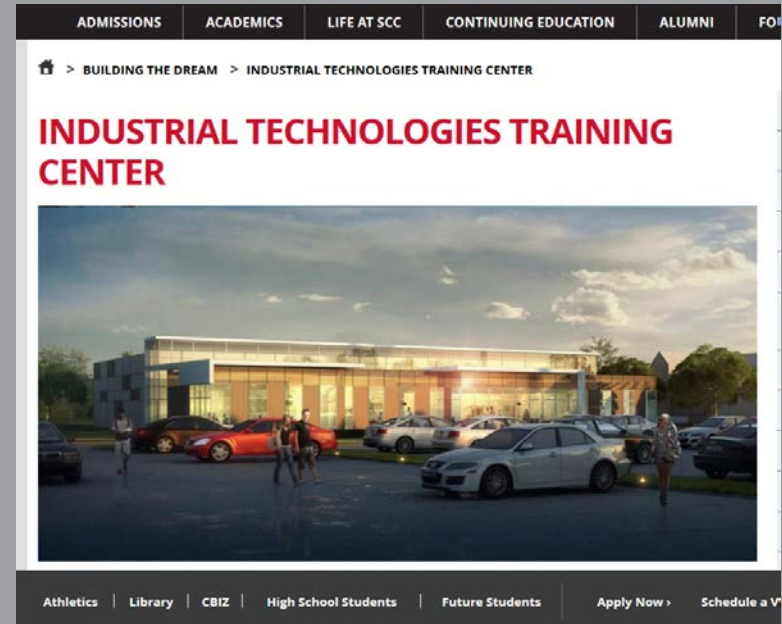 ADMISSIONS ACADEMICS LIFE AT SCC CONTINUING EDUCATION ALUMNI
> BUILDING THE DREAM > INDUSTRIAL TECHNOLOGIES TRAINING CENTER
INDUSTRIAL TECHNOLOGIES TRAINING
CENTER
Athletics | Library | CBIZ | High School Students | Future Students Apply Now › Schedule a